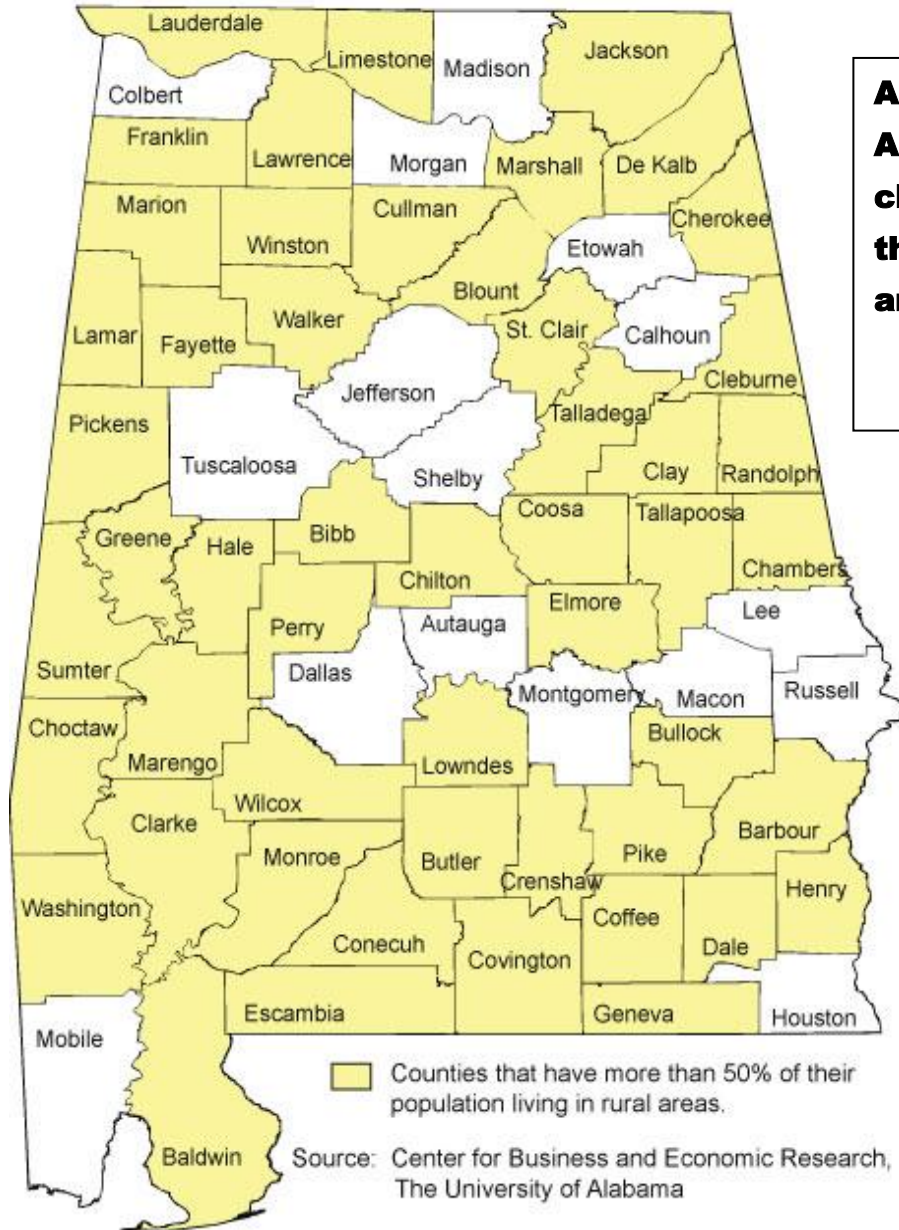 Lauderdale
Limestone
Madison
Jackson
Colbert
Franklin
Lawrence
Morgan
Marshall
De Kalb
Marion
Winston
Cullman
Cherokee
Etowah
Blount
Lamar
Fayette
Walker
St. Clair
Calhoun
Jefferson
Cleburne
Pickens
Talladega
Tuscaloosa
Shelby
Clay
Randolph
Greene
Hale
Bibb
Coosa
Tallapoosa
Chilton
Chambers
Perry
Autauga
Elmore
Lee
Sumter
Dallas
Montgomery
Macon
Russell
Choctaw
Marengo
Lowndes
Bullock
Wilcox
Clarke
Monroe
Butler
Crenshaw
Pike
Barbour
Henry
Washington
Conecuh
Covington
Coffee
Dale
Escambia
Geneva
Houston
Mobile
Baldwin
Counties that have more than 50% of their
population living in rural areas.
Source: Center for Business and Economic Research,
The University of Alabama